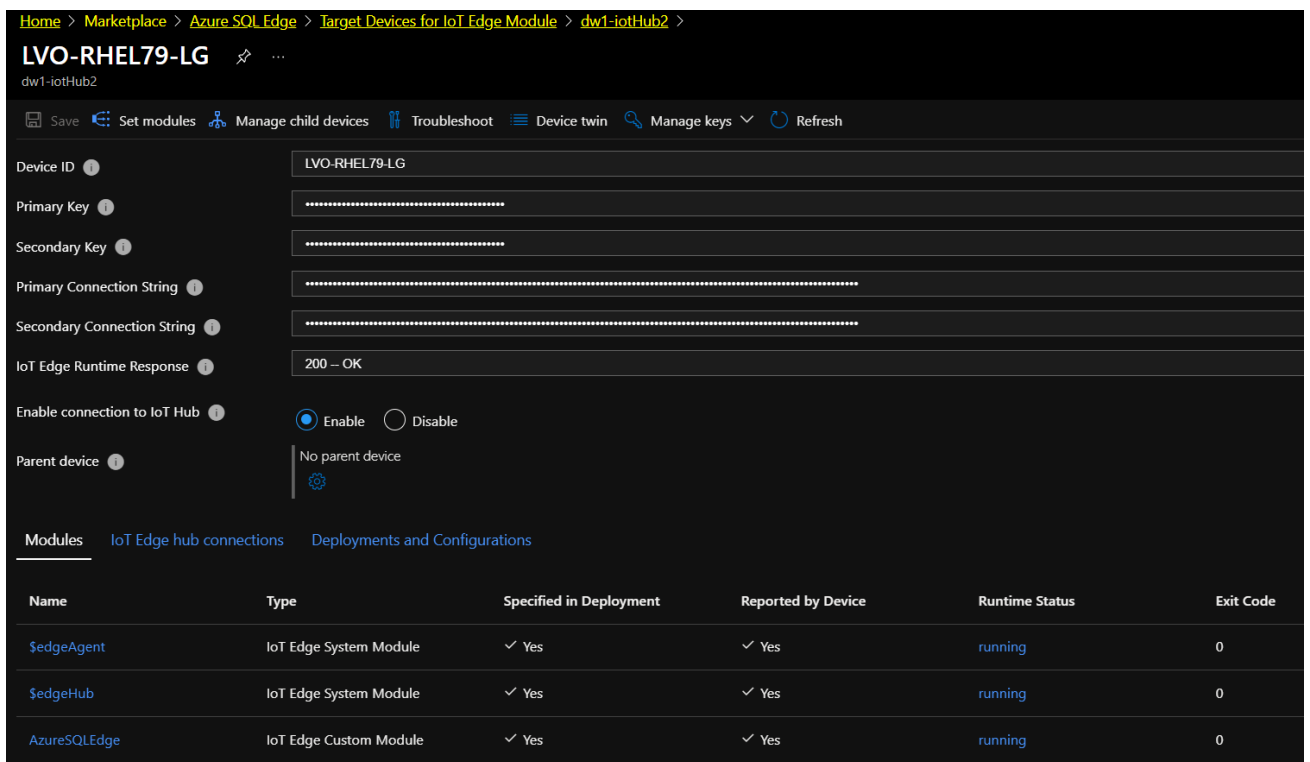 Home > Marketplace > Azure SQL Edge > Target Devices for IoT Edge Module > dw1-iotHub2 >
LVO-RHEL79-LG ...
dw1-iotHub2
Save Set modules Manage child devices Troubleshoot Device twin Manage keys Refresh
Device ID LVO-RHEL79-LG
Primary Key
Secondary Key
Primary Connection String
Secondary Connection String
IoT Edge Runtime Response 200 -- OK
Enable connection to IoT Hub Enable Disable
Parent device No parent device
Modules IoT Edge hub connections Deployments and Configurations
Name Type Specified in Deployment Reported by Device Runtime Status Exit Code
$edgeAgent IoT Edge System Module Yes Yes running 0
$edgeHub IoT Edge System Module Yes Yes running 0
AzureSQLEdge IoT Edge Custom Module Yes Yes running 0